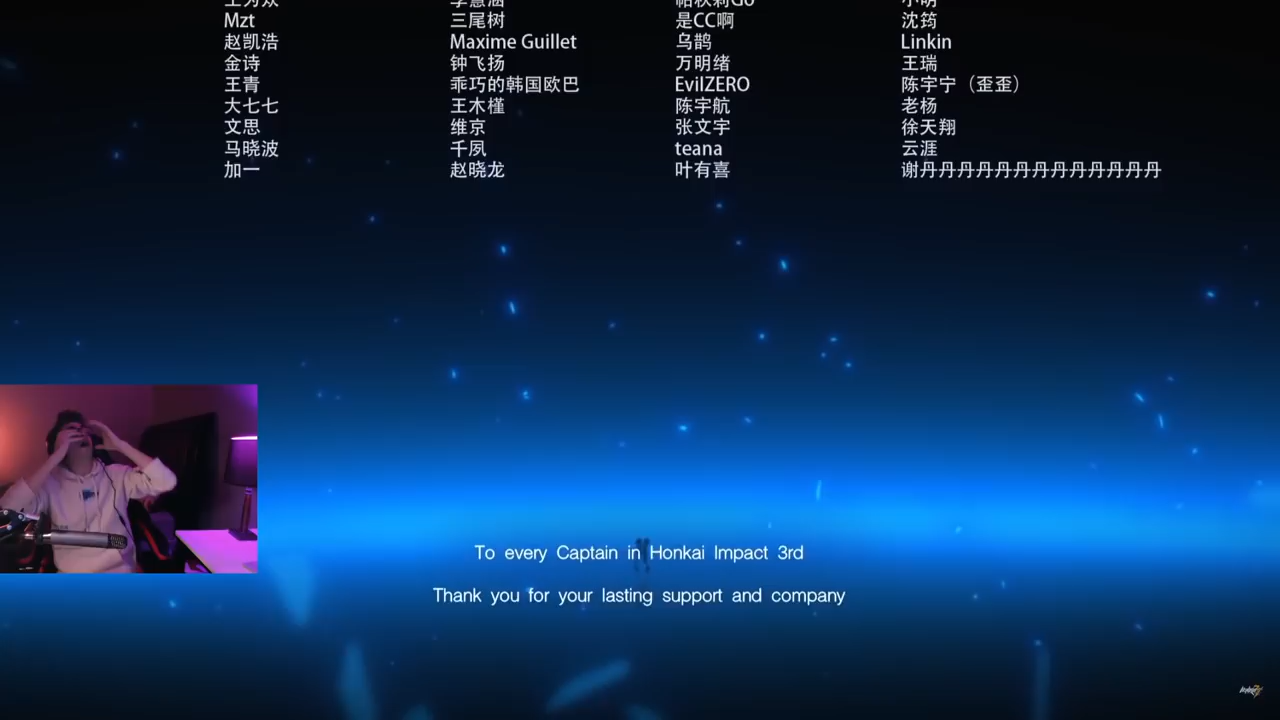 Mzt 三尾树 是CC啊 沈筠
赵凯浩 Maxime Guillet 乌鹊 Linkin
金诗 钟飞扬 万明绪 王瑞
王青 乖巧的韩国欧巴 EvilZERO 陈宇宁（歪歪）
大七七 王木槿 陈宇航 老杨
文思 维京 张文宇 徐天翔
马晓波 千夙 teana 云涯
加一 赵晓龙 叶有喜 谢丹丹丹丹丹丹丹丹丹丹丹丹丹
To every Captain in Honkai Impact 3rd
Thank you for your lasting support and company